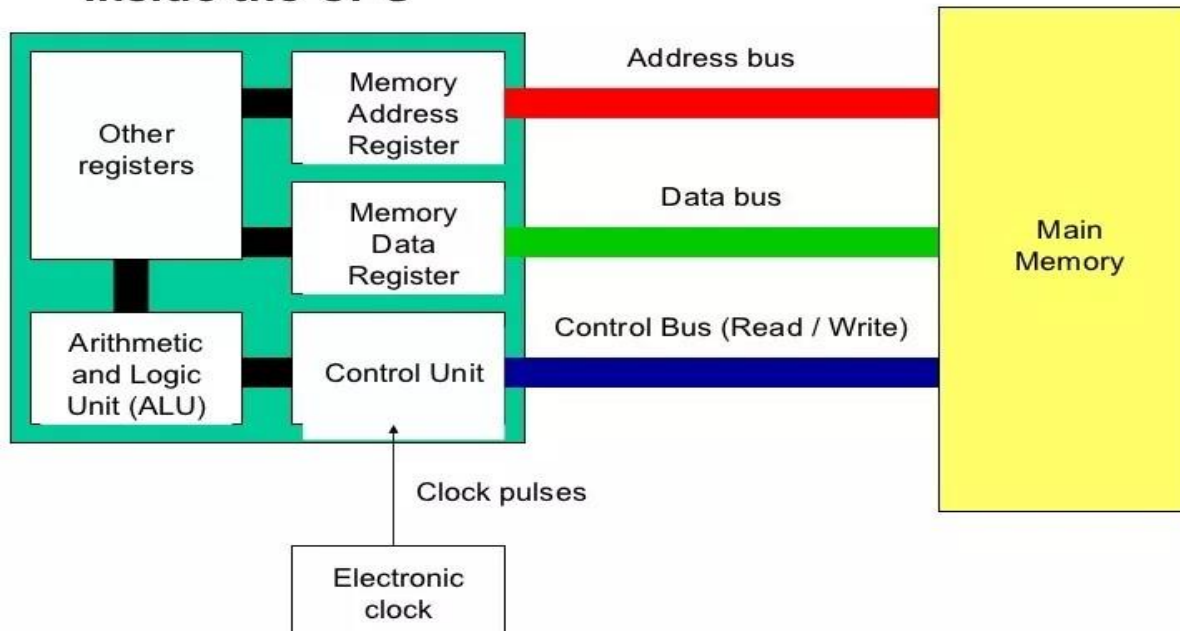 Address bus
Memory
Address
Register
Other
registers
Data bus
Memory
Data
Register
Main
Memory
Control Bus (Read / Write)
Arithmetic
and Logic
Unit (ALU)
Control Unit
Clock pulses
Electronic
clock